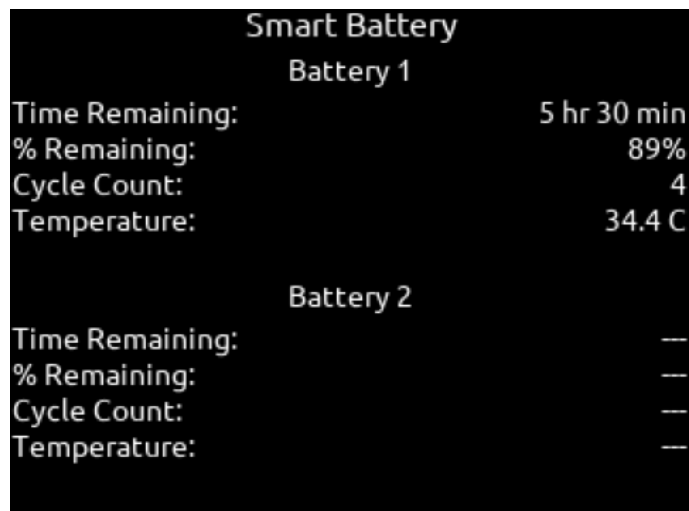 Smart Battery
Battery 1
Time Remaining: 5 hr 30 min
% Remaining: 89%
Cycle Count: 4
Temperature: 34.4 C
Battery 2
Time Remaining: ---
% Remaining: ---
Cycle Count: ---
Temperature: ---